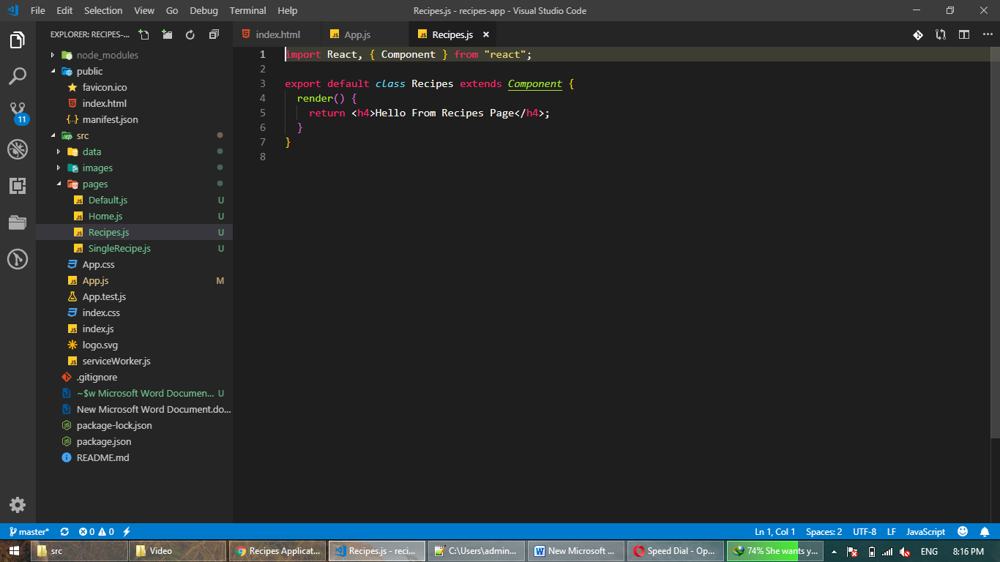 File Edit Selection View Go Debug Terminal Help Recipes.js - recipes-app - Visual Studio Code
EXPLORER: RECIPES-...
index.html App.js Recipes.js
node_modules
public
favicon.ico
index.html
{..} manifest.json
src
data
images
pages
JS Default.js U
JS Home.js U
JS Recipes.js U
JS SingleRecipe.js U
App.css
JS App.js M
App.test.js
index.css
JS index.js
logo.svg
JS serviceWorker.js
.gitignore
~$w Microsoft Word Documen... U
New Microsoft Word Document.do...
package-lock.json
package.json
README.md
11
1 import React, { Component } from "react";
2
3 export default class Recipes extends Component {
4 render() {
5 return <h4>Hello From Recipes Page</h4>;
6 }
7 }
8
master* 0 0 Ln 1, Col 1 Spaces: 2 UTF-8 LF JavaScript
src Video Recipes Applicat... Recipes.js - reci... C:\Users\admin... New Microsoft ... Speed Dial - Op... 74% She wants y... ENG 8:16 PM